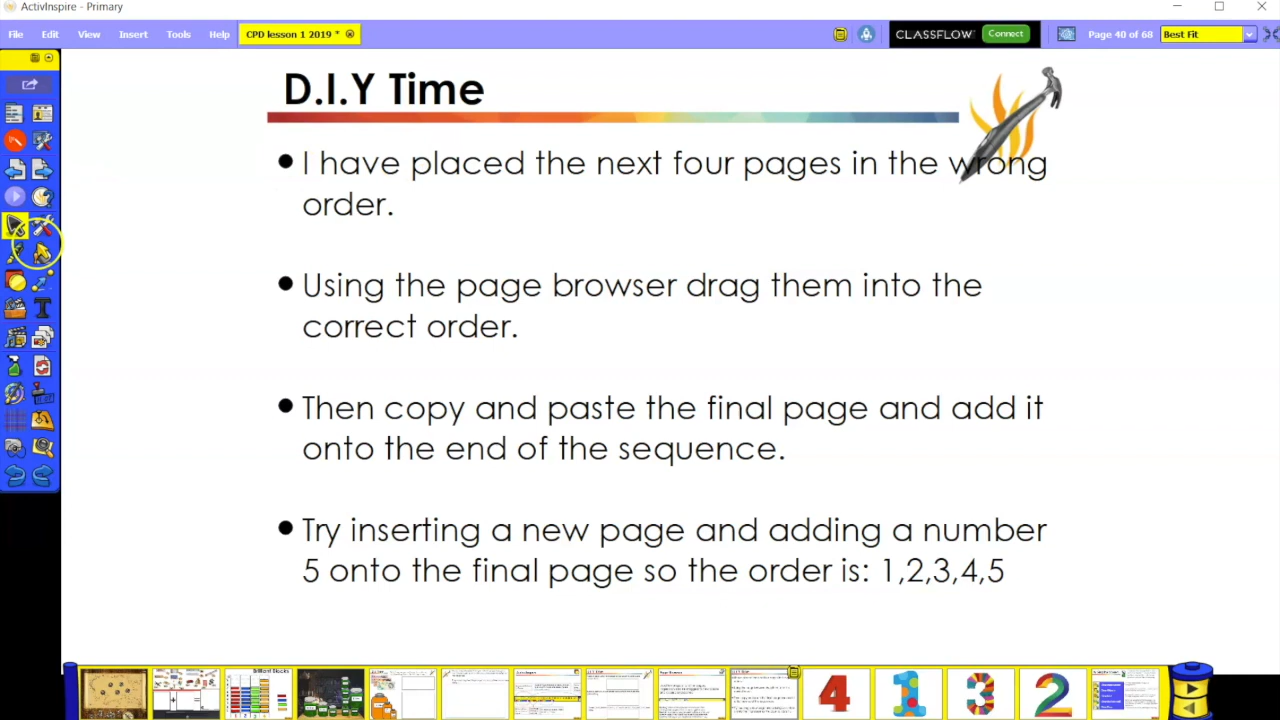 ActivInspire - Primary
File Edit View Insert Tools Help CPD lesson 1 2019 * CLASSFLOW Connect Page 40 of 68 Best Fit
D.I.Y Time
• I have placed the next four pages in the wrong
order.
• Using the page browser drag them into the
correct order.
• Then copy and paste the final page and add it
onto the end of the sequence.
• Try inserting a new page and adding a number
5 onto the final page so the order is: 1,2,3,4,5
4 1 3 2